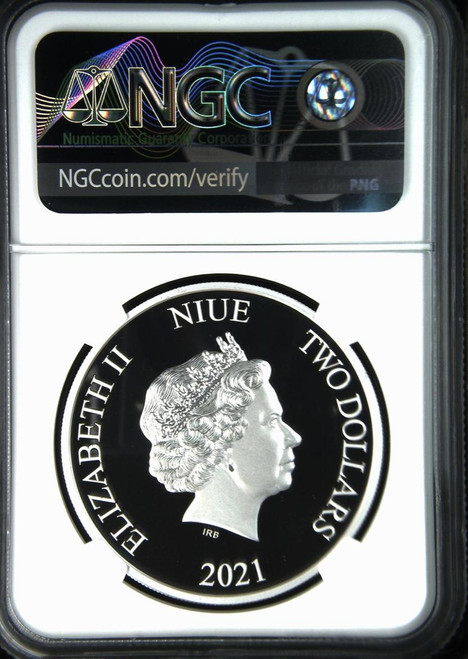 NGC
Numismatic Guaranty Corporation
NGCcoin.com/verify
PNG
NIUE
ELIZABETH II
TWO DOLLARS
IRB
2021